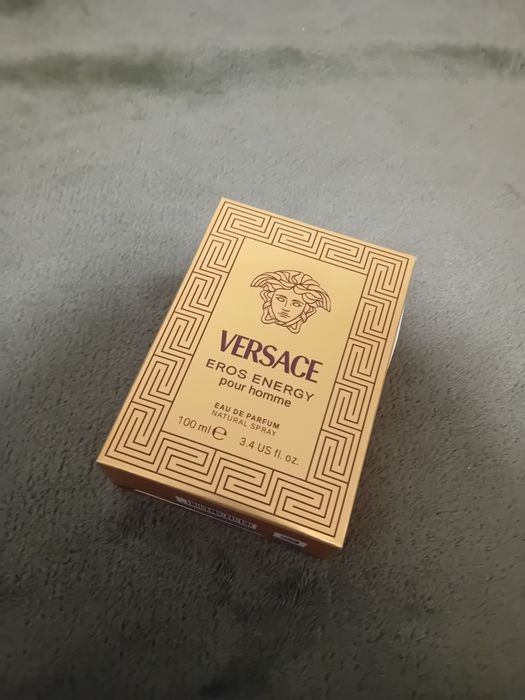 VERSACE
EROS ENERGY
pour homme
EAU DE PARFUM
NATURAL SPRAY
100 ml ℮ 3.4 US fl. oz.